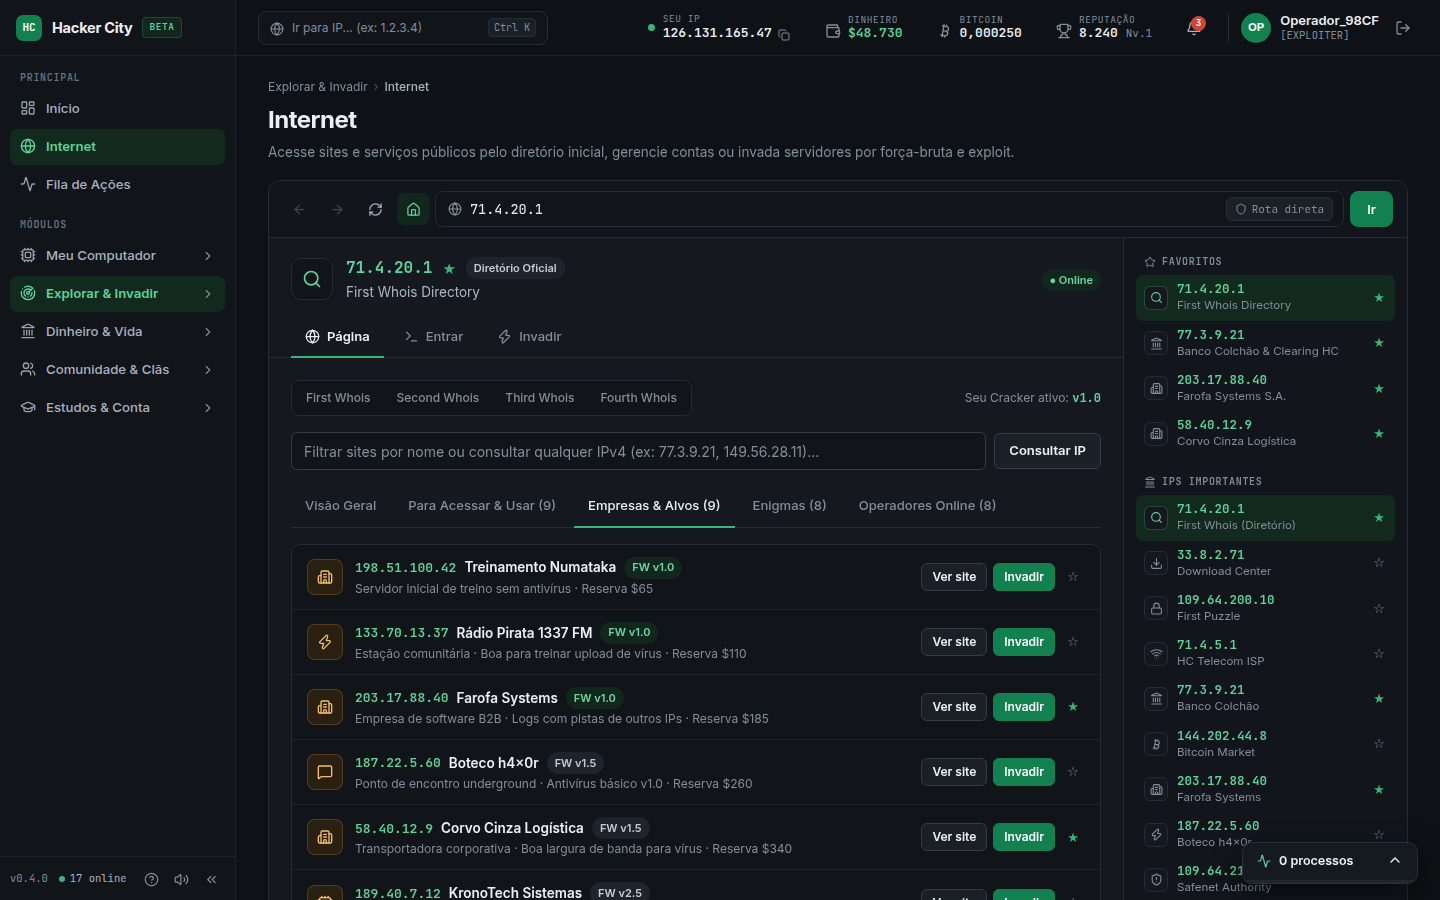 HC Hacker City BETA
Ir para IP... (ex: 1.2.3.4) Ctrl K
SEU IP
126.131.165.47
DINHEIRO
$48.730
BITCOIN
0,000250
REPUTAÇÃO
8.240 Nv.1
3
OP
Operador_98CF
[EXPLOITER]
PRINCIPAL
Início
Internet
Fila de Ações
MÓDULOS
Meu Computador
Explorar & Invadir
Dinheiro & Vida
Comunidade & Clãs
Estudos & Conta
v0.4.0 17 online
Explorar & Invadir › Internet
Internet
Acesse sites e serviços públicos pelo diretório inicial, gerencie contas ou invada servidores por força-bruta e exploit.
71.4.20.1
Rota direta
Ir
71.4.20.1 ★ Diretório Oficial
First Whois Directory
Online
Página
Entrar
Invadir
First Whois Second Whois Third Whois Fourth Whois
Seu Cracker ativo: v1.0
Filtrar sites por nome ou consultar qualquer IPv4 (ex: 77.3.9.21, 149.56.28.11)...
Consultar IP
Visão Geral
Para Acessar & Usar (9)
Empresas & Alvos (9)
Enigmas (8)
Operadores Online (8)
198.51.100.42 Treinamento Numataka FW v1.0
Servidor inicial de treino sem antivírus · Reserva $65
Ver site Invadir ☆
133.70.13.37 Rádio Pirata 1337 FM FW v1.0
Estação comunitária · Boa para treinar upload de vírus · Reserva $110
Ver site Invadir ☆
203.17.88.40 Farofa Systems FW v1.0
Empresa de software B2B · Logs com pistas de outros IPs · Reserva $185
Ver site Invadir ★
187.22.5.60 Boteco h4x0r FW v1.5
Ponto de encontro underground · Antivírus básico v1.0 · Reserva $260
Ver site Invadir ☆
58.40.12.9 Corvo Cinza Logística FW v1.5
Transportadora corporativa · Boa largura de banda para vírus · Reserva $340
Ver site Invadir ★
189.40.7.12 KronoTech Sistemas FW v2.5
Ver site Invadir
FAVORITOS
71.4.20.1
First Whois Directory
★
77.3.9.21
Banco Colchão & Clearing HC
★
203.17.88.40
Farofa Systems S.A.
★
58.40.12.9
Corvo Cinza Logística
★
IPS IMPORTANTES
71.4.20.1
First Whois (Diretório)
★
33.8.2.71
Download Center
☆
109.64.200.10
First Puzzle
☆
71.4.5.1
HC Telecom ISP
☆
77.3.9.21
Banco Colchão
★
144.202.44.8
Bitcoin Market
☆
203.17.88.40
Farofa Systems
★
187.22.5.60
Boteco h4x0r
☆
109.64.21
Safenet Authority
0 processos